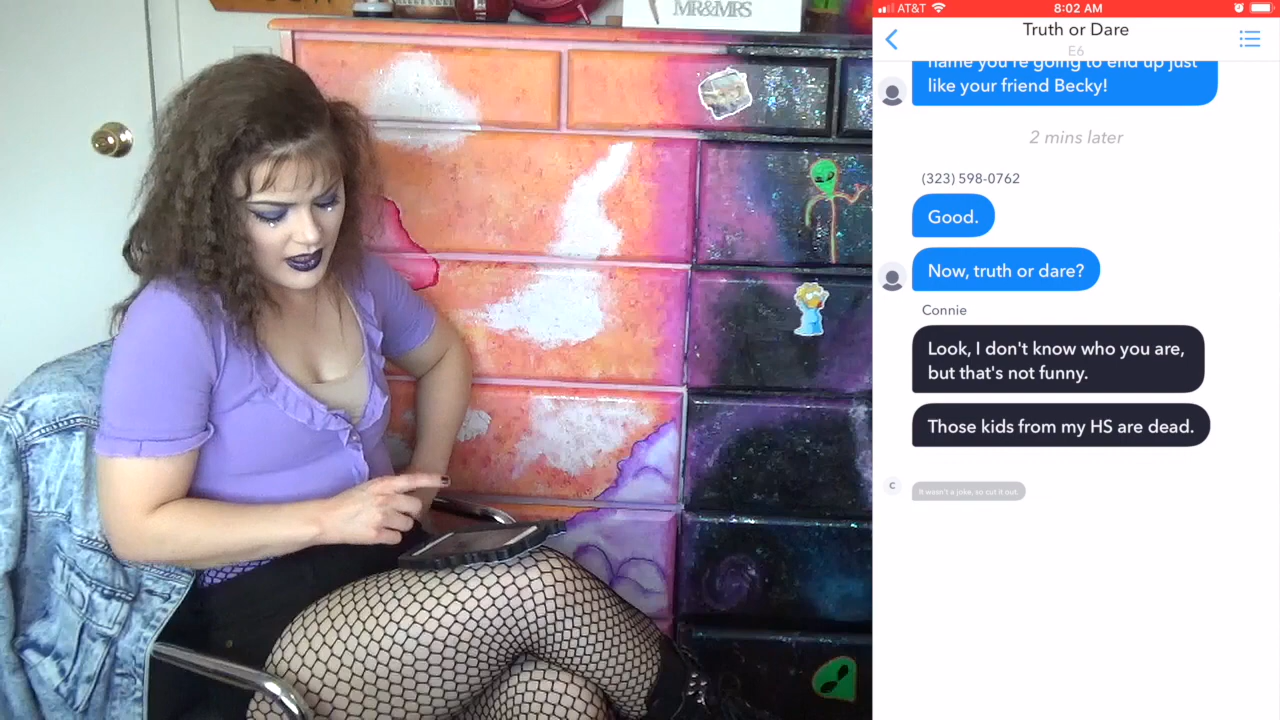 MR&MRS
AT&T
8:02 AM
Truth or Dare
E6
name you're going to end up just
like your friend Becky!
2 mins later
(323) 598-0762
Good.
Now, truth or dare?
Connie
Look, I don't know who you are,
but that's not funny.
Those kids from my HS are dead.
C
It wasn't a joke, so cut it out.